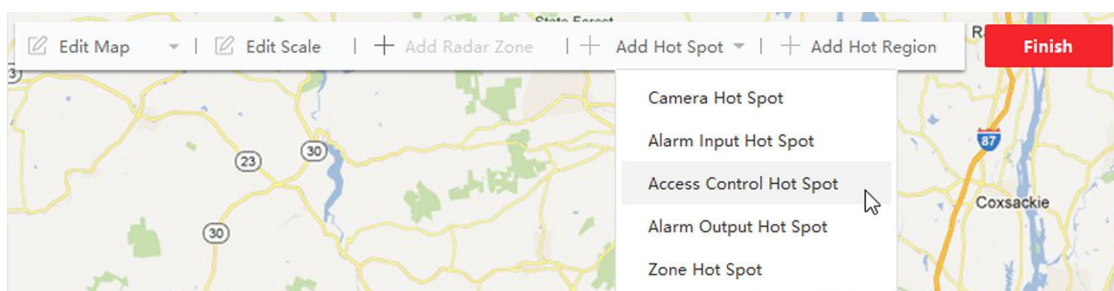 State Forest
Edit Map
Edit Scale
Add Radar Zone
Add Hot Spot
Add Hot Region
Finish
Camera Hot Spot
Alarm Input Hot Spot
Access Control Hot Spot
Alarm Output Hot Spot
Zone Hot Spot
23
30
30
87
Coxsackie